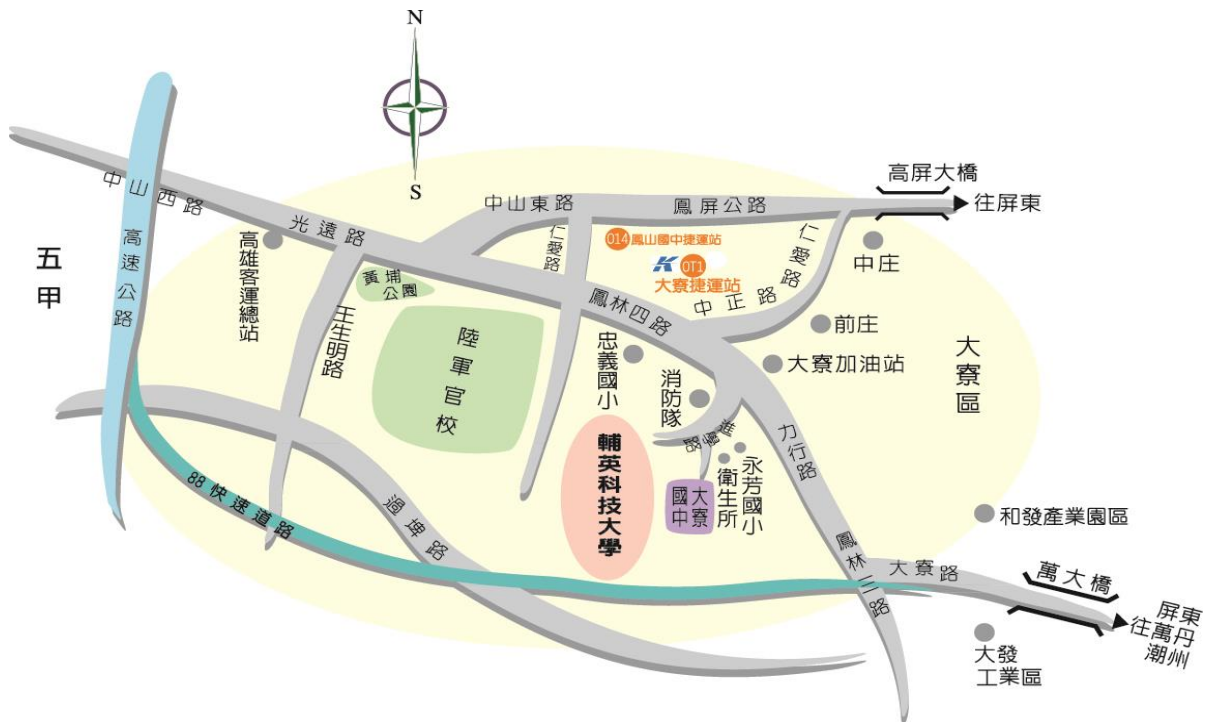 N
S
中山西路
高速公路
五甲
光遠路
高雄客運總站
王生明路
黃埔
公園
陸軍官校
中山東路
仁愛路
鳳屏公路
高屏大橋
往屏東
014 鳳山國中捷運站
K OT1
大寮捷運站
仁愛路
中正路
中庄
前庄
大寮加油站
大寮區
鳳林四路
忠義國小
消防隊
進學路
輔英科技大學
大寮
國中
衛生所
永芳國小
力行路
鳳林三路
和發產業園區
大寮路
萬大橋
屏東
往萬丹
潮州
大發
工業區
88快速道路
過埤路